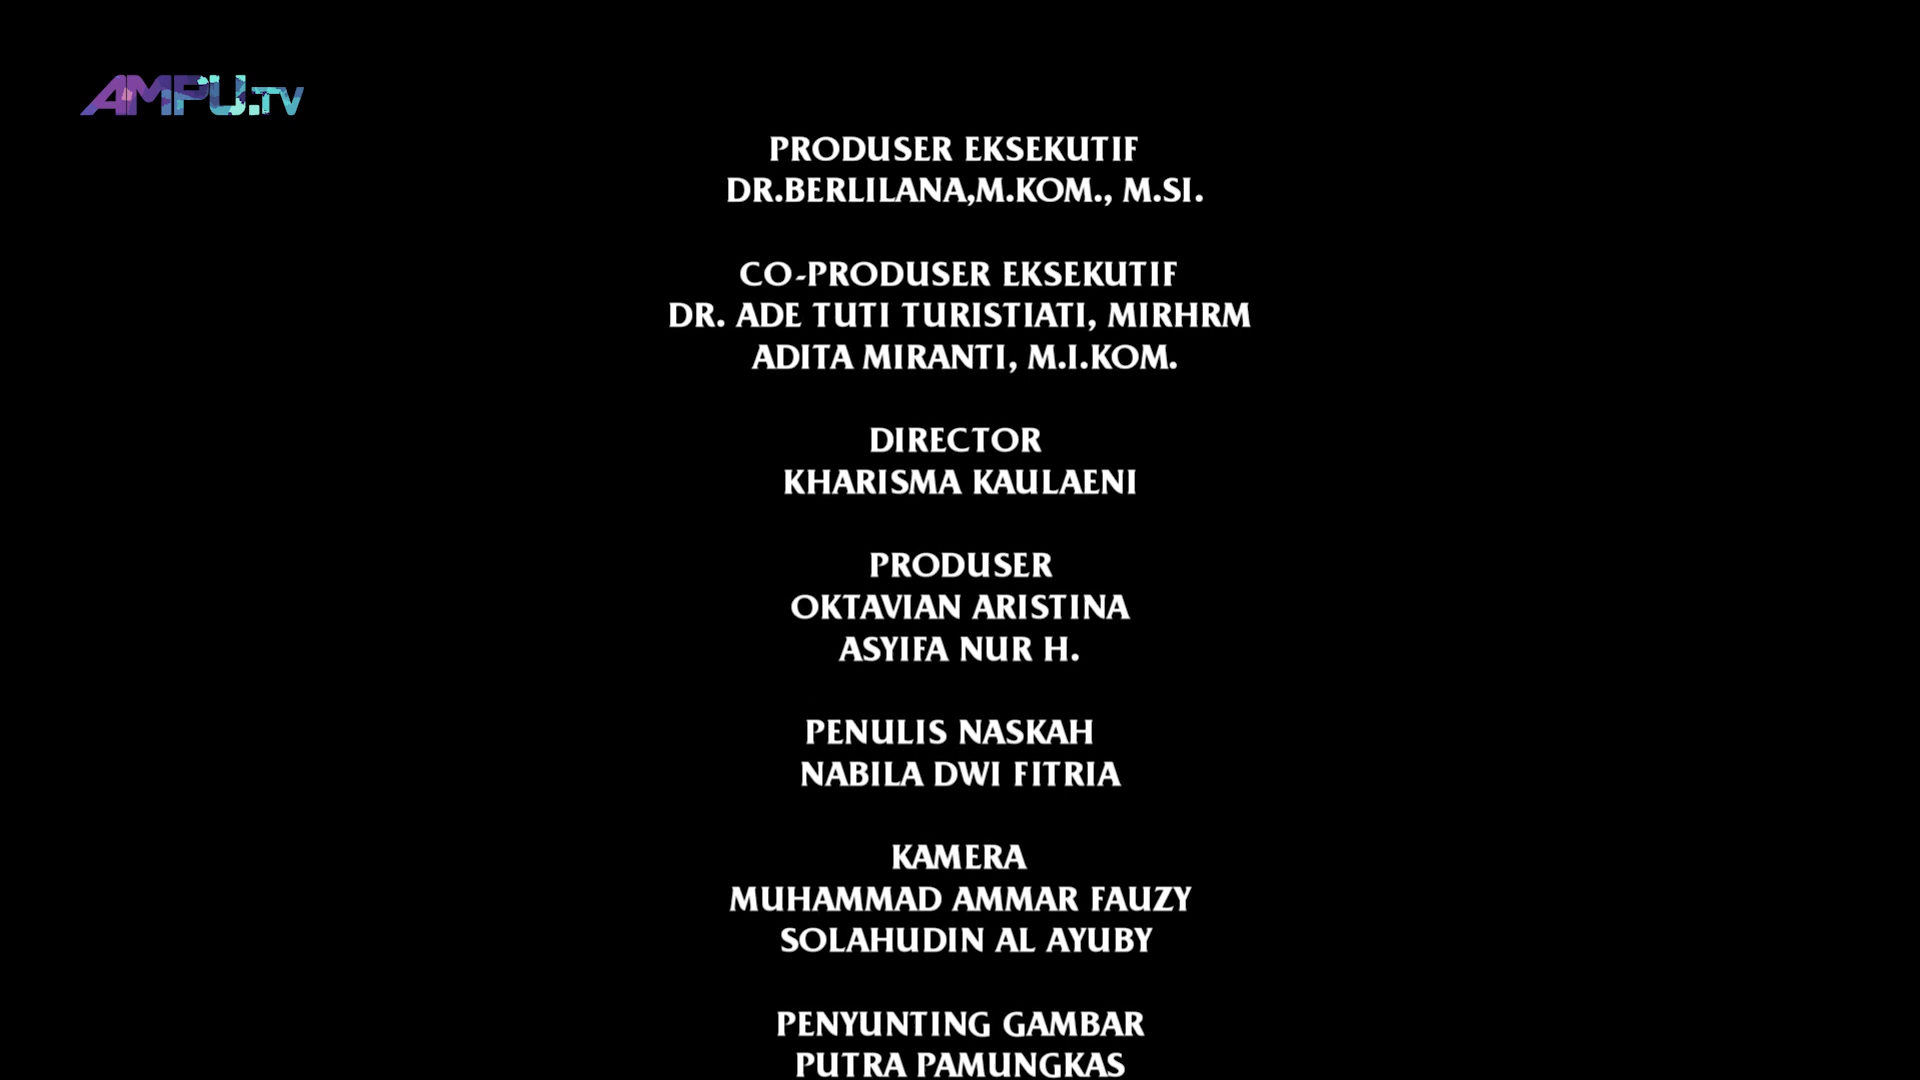 AMPU.TV
PRODUSER EKSEKUTIF
DR.BERLILANA,M.KOM., M.SI.
CO-PRODUSER EKSEKUTIF
DR. ADE TUTI TURISTIATI, MIRHRM
ADITA MIRANTI, M.I.KOM.
DIRECTOR
KHARISMA KAULAENI
PRODUSER
OKTAVIAN ARISTINA
ASYIFA NUR H.
PENULIS NASKAH
NABILA DWI FITRIA
KAMERA
MUHAMMAD AMMAR FAUZY
SOLAHUDIN AL AYUBY
PENYUNTING GAMBAR
PUTRA PAMUNGKAS